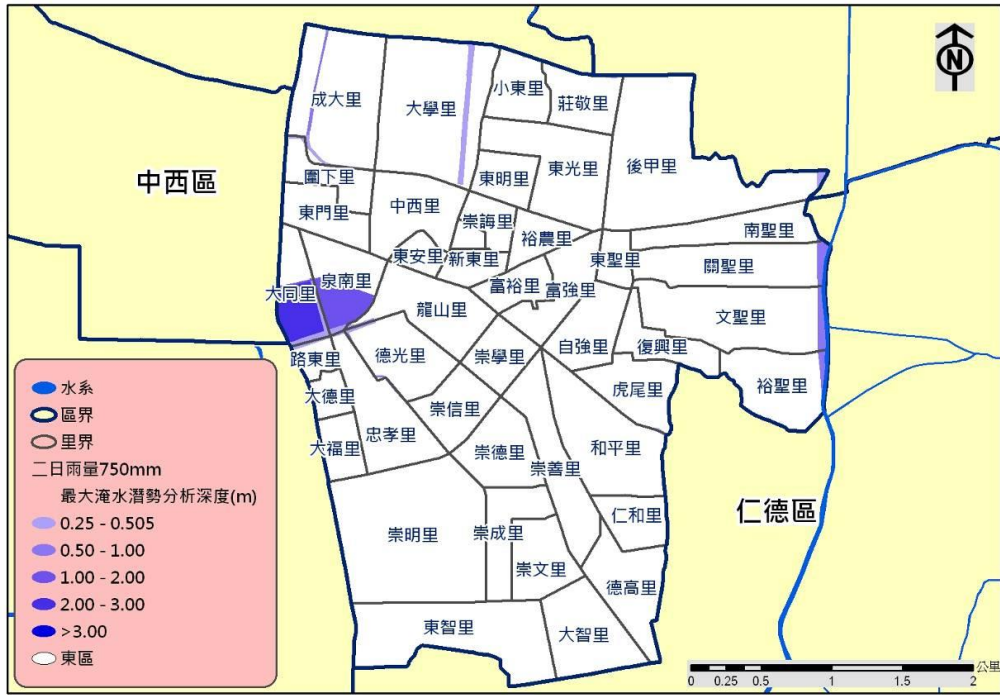 N
成大里
大學里
小東里
莊敬里
中西區
圍下里
東門里
中西里
東明里
東光里
後甲里
崇誨里
裕農里
南聖里
東安里
新東里
東聖里
關聖里
大同里
泉南里
富裕里
富強里
龍山里
文聖里
路東里
德光里
崇學里
自強里
復興里
裕聖里
大德里
崇信里
虎尾里
大福里
忠孝里
崇德里
崇善里
和平里
仁和里
仁德區
崇明里
崇成里
崇文里
德高里
東智里
大智里
水系
區界
里界
二日雨量750mm
最大淹水潛勢分析深度(m)
0.25 - 0.505
0.50 - 1.00
1.00 - 2.00
2.00 - 3.00
>3.00
東區
公里
0 0.25 0.5 1 1.5 2